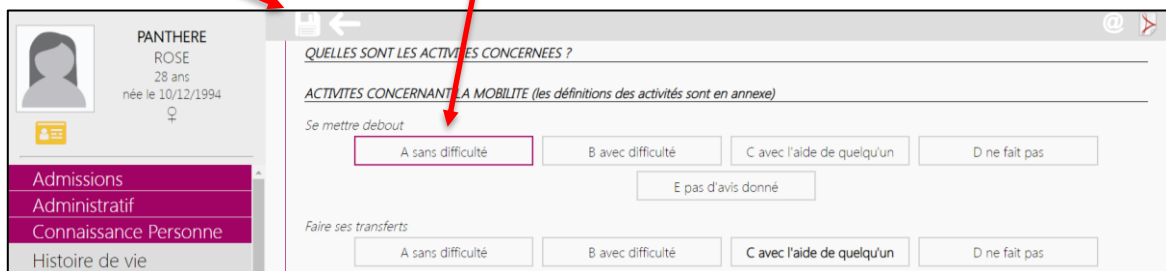 PANTHERE
ROSE
28 ans
née le 10/12/1994
Admissions
Administratif
Connaissance Personne
Histoire de vie
@
QUELLES SONT LES ACTIVITES CONCERNEES ?
ACTIVITES CONCERNANT LA MOBILITE (les définitions des activités sont en annexe)
Se mettre debout
A sans difficulté B avec difficulté C avec l'aide de quelqu'un D ne fait pas
E pas d'avis donné
Faire ses transferts
A sans difficulté B avec difficulté C avec l'aide de quelqu'un D ne fait pas